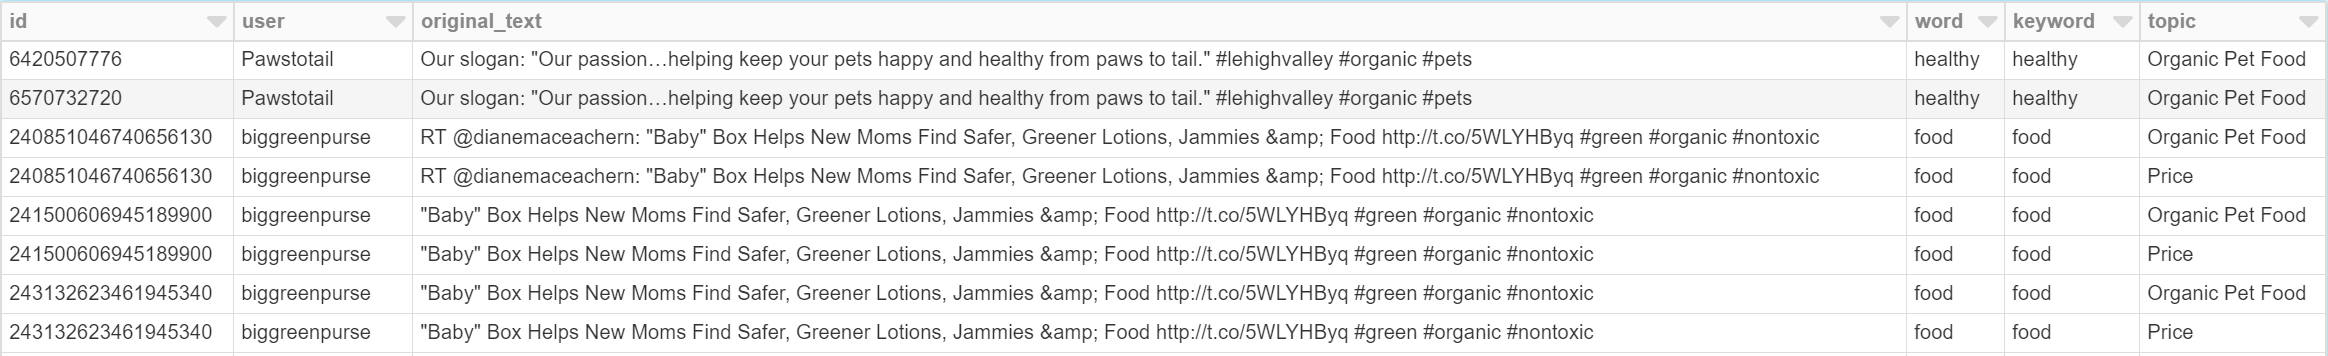 id user original_text word keyword topic
6420507776 Pawstotail Our slogan: "Our passion…helping keep your pets happy and healthy from paws to tail." #lehighvalley #organic #pets healthy healthy Organic Pet Food
6570732720 Pawstotail Our slogan: "Our passion…helping keep your pets happy and healthy from paws to tail." #lehighvalley #organic #pets healthy healthy Organic Pet Food
240851046740656130 biggreenpurse RT @dianemaceachern: "Baby" Box Helps New Moms Find Safer, Greener Lotions, Jammies &amp; Food http://t.co/5WLYHByq #green #organic #nontoxic food food Organic Pet Food
240851046740656130 biggreenpurse RT @dianemaceachern: "Baby" Box Helps New Moms Find Safer, Greener Lotions, Jammies &amp; Food http://t.co/5WLYHByq #green #organic #nontoxic food food Price
241500606945189900 biggreenpurse "Baby" Box Helps New Moms Find Safer, Greener Lotions, Jammies &amp; Food http://t.co/5WLYHByq #green #organic #nontoxic food food Organic Pet Food
241500606945189900 biggreenpurse "Baby" Box Helps New Moms Find Safer, Greener Lotions, Jammies &amp; Food http://t.co/5WLYHByq #green #organic #nontoxic food food Price
243132623461945340 biggreenpurse "Baby" Box Helps New Moms Find Safer, Greener Lotions, Jammies &amp; Food http://t.co/5WLYHByq #green #organic #nontoxic food food Organic Pet Food
243132623461945340 biggreenpurse "Baby" Box Helps New Moms Find Safer, Greener Lotions, Jammies &amp; Food http://t.co/5WLYHByq #green #organic #nontoxic food food Price